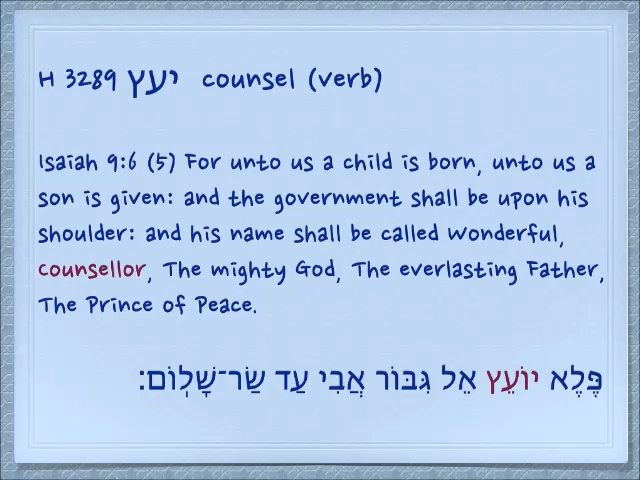 H 3289 יעץ counsel (verb)
Isaiah 9:6 (5) For unto us a child is born, unto us a
son is given: and the government shall be upon his
shoulder: and his name shall be called Wonderful,
Counsellor, The mighty God, The everlasting Father,
The Prince of Peace.
פֶּלֶא יוֹעֵץ אֵל גִּבּוֹר אֲבִי עַד שַׂר־שָׁלֽוֹם׃